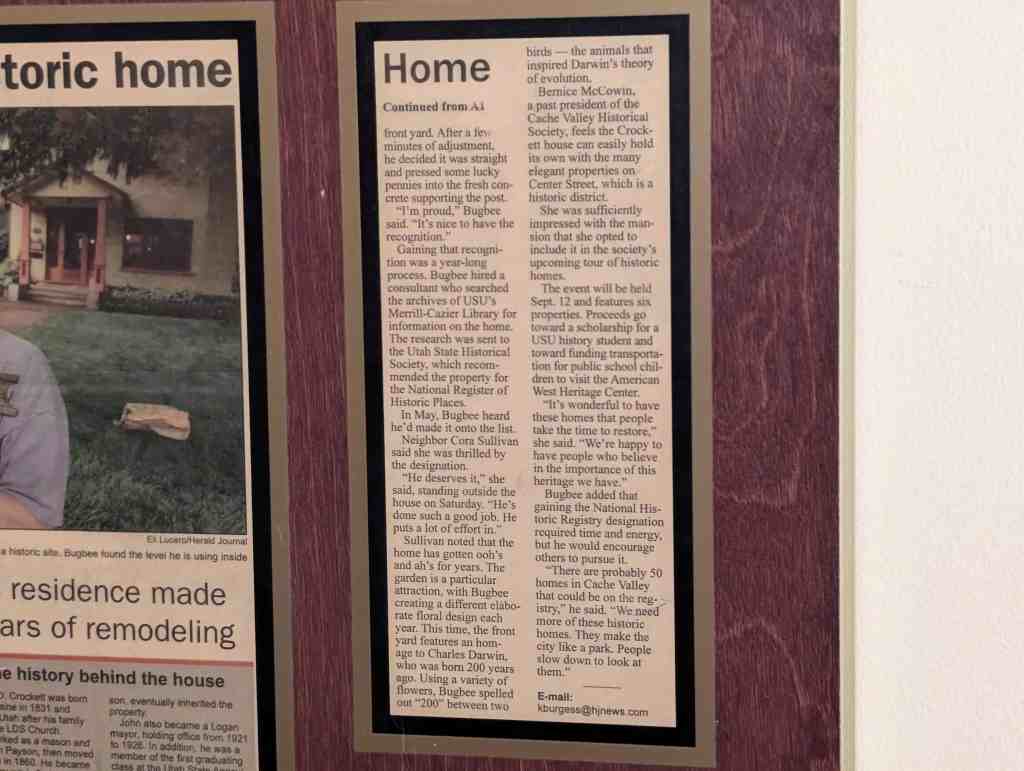 toric home
Eli Lucero/Herald Journal
a historic site. Bugbee found the level he is using inside
residence made
ars of remodeling
e history behind the house
D. Crockett was born
ine in 1831 and
Utah after his family
e LDS Church.
rked as a mason and
n Payson, then moved
in 1860. He became
son, eventually inherited the
property.
John also became a Logan
mayor, holding office from 1921
to 1926. In addition, he was a
member of the first graduating
class at the Utah State
Home
Continued from A1
front yard. After a few
minutes of adjustment,
he decided it was straight
and pressed some lucky
pennies into the fresh con-
crete supporting the post.
“I’m proud,” Bugbee
said. “It’s nice to have the
recognition.”
Gaining that recogni-
tion was a year-long
process. Bugbee hired a
consultant who searched
the archives of USU’s
Merrill-Cazier Library for
information on the home.
The research was sent to
the Utah State Historical
Society, which recom-
mended the property for
the National Register of
Historic Places.
In May, Bugbee heard
he’d made it onto the list.
Neighbor Cora Sullivan
said she was thrilled by
the designation.
“He deserves it,” she
said, standing outside the
house on Saturday. “He’s
done such a good job. He
puts a lot of effort in.”
Sullivan noted that the
home has gotten ooh’s
and ah’s for years. The
garden is a particular
attraction, with Bugbee
creating a different elabo-
rate floral design each
year. This time, the front
yard features an hom-
age to Charles Darwin,
who was born 200 years
ago. Using a variety of
flowers, Bugbee spelled
out “200” between two
birds — the animals that
inspired Darwin’s theory
of evolution.
Bernice McCowin,
a past president of the
Cache Valley Historical
Society, feels the Crock-
ett house can easily hold
its own with the many
elegant properties on
Center Street, which is a
historic district.
She was sufficiently
impressed with the man-
sion that she opted to
include it in the society’s
upcoming tour of historic
homes.
The event will be held
Sept. 12 and features six
properties. Proceeds go
toward a scholarship for a
USU history student and
toward funding transporta-
tion for public school chil-
dren to visit the American
West Heritage Center.
“It’s wonderful to have
these homes that people
take the time to restore,”
she said. “We’re happy to
have people who believe
in the importance of this
heritage we have.”
Bugbee added that
gaining the National His-
toric Registry designation
required time and energy,
but he would encourage
others to pursue it.
“There are probably 50
homes in Cache Valley
that could be on the reg-
istry,” he said. “We need
more of these historic
homes. They make the
city like a park. People
slow down to look at
them.”
E-mail:
kburgess@hjnews.com